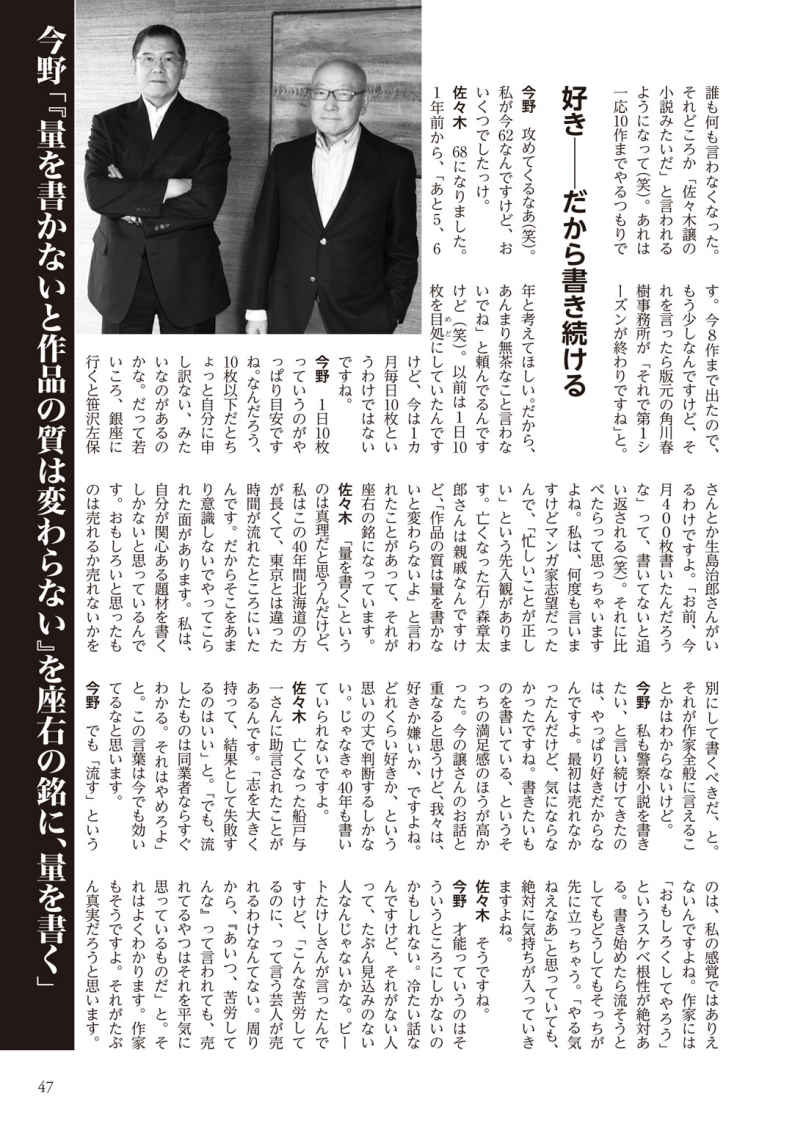 誰も何も言わなくなった。
それどころか「佐々木譲の
小説みたいだ」と言われる
ようになって(笑)。あれは
一応10作までやるつもりで
す。今8作まで出たので、
もう少しなんですけど、そ
れを言ったら版元の角川春
樹事務所が「それで第1シ
ーズンが終わりですね」と。
好き――だから書き続ける
今野　攻めてくるなあ(笑)。
私が今62なんですけど、お
いくつでしたっけ。
佐々木　68になりました。
1年前から、「あと5、6
年と考えてほしい。だから、
あんまり無茶なこと言わな
いでね」と頼んでるんです
けど(笑)。以前は1日10
枚を目処にしていたんです
めど
けど、今は1カ
月毎日10枚とい
うわけではない
ですね。
今野　1日10枚
っていうのがや
っぱり目安です
ね。なんだろう、
10枚以下だとち
ょっと自分に申
し訳ない、みた
いなのがあるの
かな。だって若
いころ、銀座に
行くと笹沢左保
さんとか生島治郎さんがい
るわけですよ。「お前、今
月400枚書いたんだろう
な」って、書いてないと追
い返される(笑)。それに比
べたらって思っちゃいます
よね。私は、何度も言いま
すけどマンガ家志望だった
んで、「忙しいことが正し
い」という先入観がありま
す。亡くなった石ノ森章太
郎さんは親戚なんですけ
ど、「作品の質は量を書かな
いと変わらないよ」と言わ
れたことがあって、それが
座右の銘になっています。
佐々木　「量を書く」という
のは真理だと思うんだけど、
私はこの40年間北海道の方
が長くて、東京とは違った
時間が流れたところにいた
んです。だからそこをあま
り意識しないでやってこら
れた面があります。私は、
自分が関心ある題材を書く
しかないと思っているんで
す。おもしろいと思ったも
のは売れるか売れないかを
別にして書くべきだ、と。
それが作家全般に言えるこ
とかはわからないけど。
今野　私も警察小説を書き
たい、と言い続けてきたの
は、やっぱり好きだからな
んですよ。最初は売れなか
ったんだけど、気にならな
かったですね。書きたいも
のを書いている、というそ
っちの満足感のほうが高か
った。今の譲さんのお話と
重なると思うけど、我々は、
好きか嫌いか、ですよね。
どれくらい好きか、という
思いの丈で判断するしかな
い。じゃなきゃ40年も書い
ていられないですよ。
佐々木　亡くなった船戸与
一さんに助言されたことが
あるんです。「志を大きく
持って、結果として失敗す
るのはいい」と。「でも、流
したものは同業者ならすぐ
わかる。それはやめろよ」
と。この言葉は今でも効い
てるなと思います。
今野　でも「流す」という
のは、私の感覚ではありえ
ないんですよね。作家には
「おもしろくしてやろう」
というスケベ根性が絶対あ
る。書き始めたら流そうと
してもどうしてもそっちが
先に立っちゃう。「やる気
ねえなあ」と思っていても、
絶対に気持ちが入っていき
ますよね。
佐々木　そうですね。
今野　才能っていうのはそ
ういうところにしかないの
かもしれない。冷たい話な
んですけど、それがない人
って、たぶん見込みのない
人なんじゃないかな。ビー
トたけしさんが言ったんで
すけど、「こんな苦労して
るのに、って言う芸人が売
れるわけなんてない。周り
から、『あいつ、苦労して
んな』って言われても、売
れてるやつはそれを平気に
思っているものだ」と。そ
れはよくわかります。作家
もそうですよ。それがたぶ
ん真実だろうと思います。
今野「『量を書かないと作品の質は変わらない』を座右の銘に、量を書く」
47